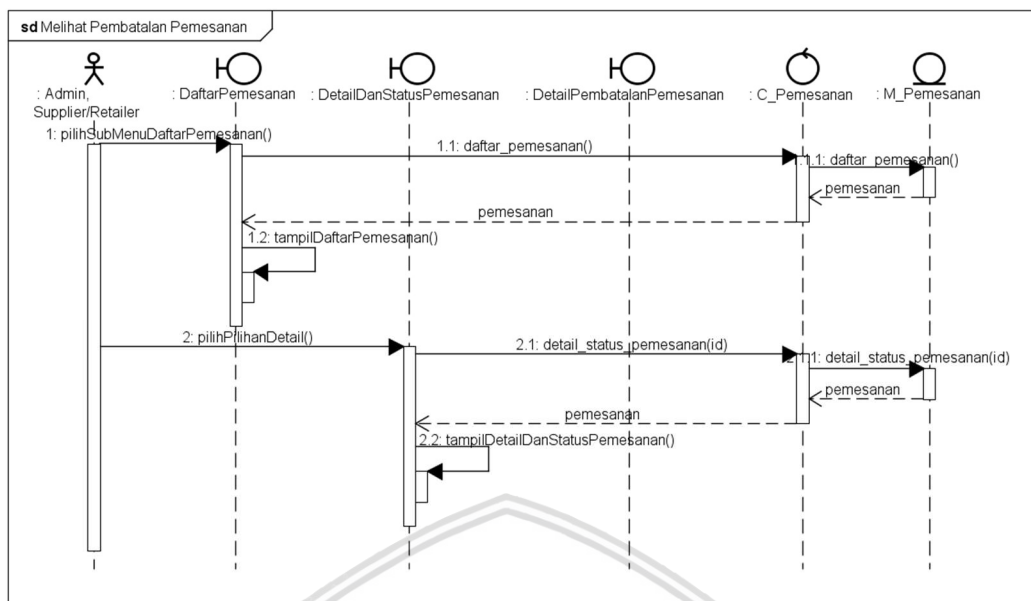 sd Melihat Pembatalan Pemesanan
: Admin,
Supplier/Retailer
: DaftarPemesanan
: DetailDanStatusPemesanan
: DetailPembatalanPemesanan
: C_Pemesanan
: M_Pemesanan
1: pilihSubMenuDaftarPemesanan()
1.1: daftar_pemesanan()
1.1.1: daftar_pemesanan()
pemesanan
pemesanan
1.2: tampilDaftarPemesanan()
2: pilihPilihanDetail()
2.1: detail_status_pemesanan(id)
2.1.1: detail_status_pemesanan(id)
pemesanan
pemesanan
2.2: tampilDetailDanStatusPemesanan()